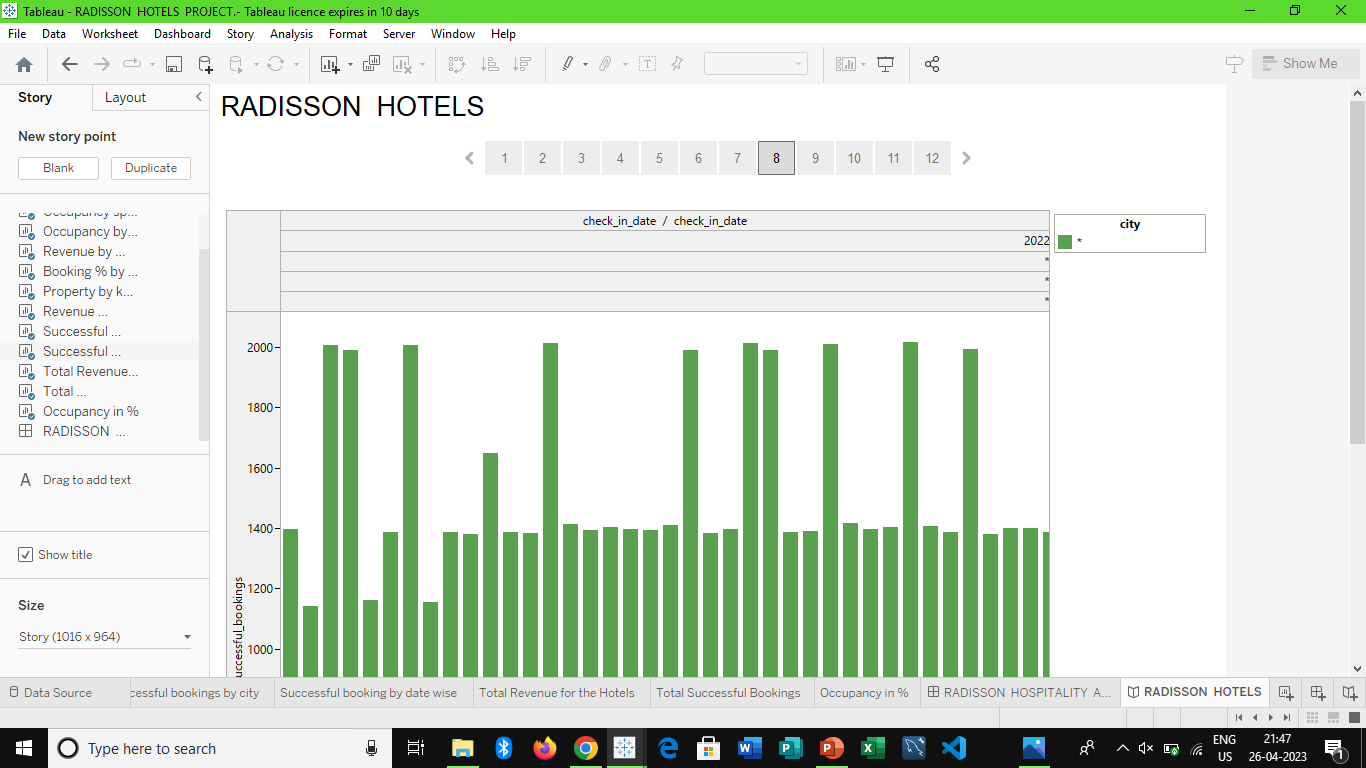 Tableau - RADISSON HOTELS PROJECT.- Tableau licence expires in 10 days
File Data Worksheet Dashboard Story Analysis Format Server Window Help
Show Me
Story Layout
New story point
Blank Duplicate
Occupancy sp...
Occupancy by...
Revenue by ...
Booking % by ...
Property by k...
Revenue ...
Successful ...
Successful ...
Total Revenue...
Total ...
Occupancy in %
RADISSON ...
A Drag to add text
Show title
Size
Story (1016 x 964)
RADISSON HOTELS
1 2 3 4 5 6 7 8 9 10 11 12
check_in_date / check_in_date
2022
*
*
*
city
*
2000
1800
1600
1400
1200
1000
uccessful_bookings
Data Source cessful bookings by city Successful booking by date wise Total Revenue for the Hotels Total Successful Bookings Occupancy in % RADISSON HOSPITALITY A... RADISSON HOTELS
Type here to search
ENG
US
21:47
26-04-2023
1